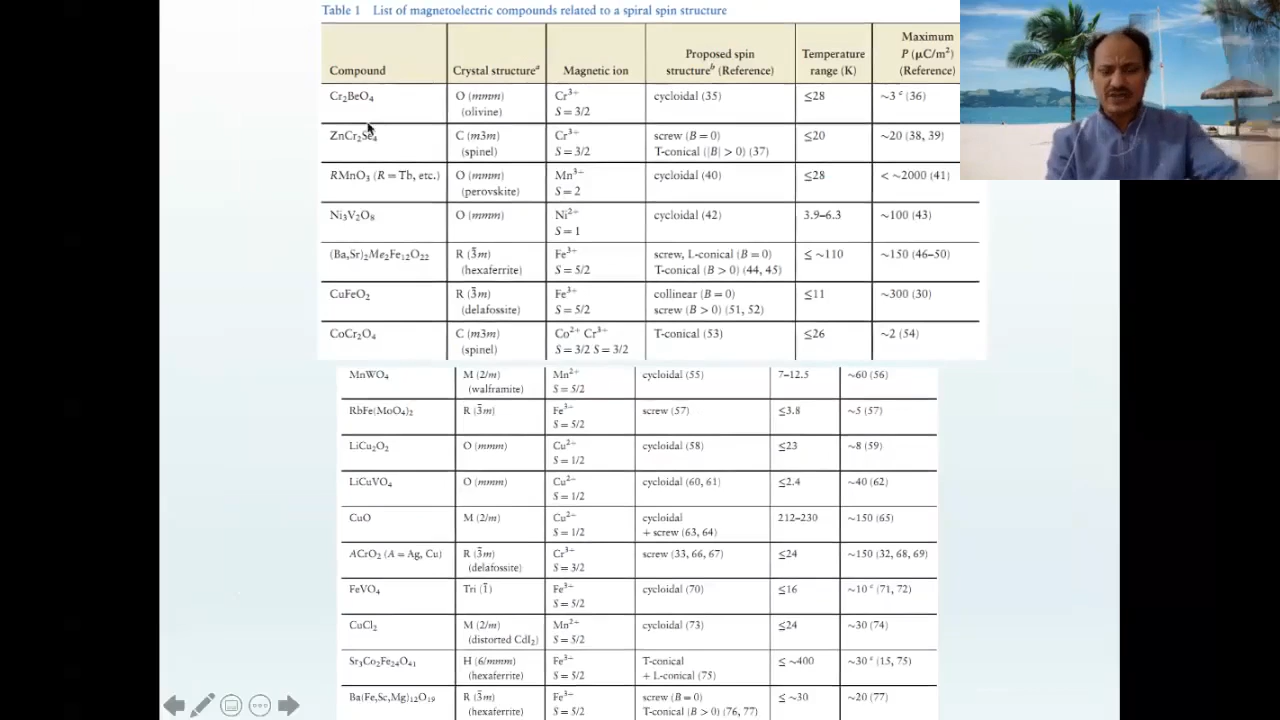 Table 1 List of magnetoelectric compounds related to a spiral spin structure
Compound Crystal structureᵃ Magnetic ion Proposed spin structureᵇ (Reference) Temperature range (K) Maximum P (μC/m²) (Reference)
Cr₂BeO₄ O (mmm) Cr³⁺ cycloidal (35) ≤28 ~3 ᶜ (36)
(olivine) S = 3/2
ZnCr₂Se₄ C (m3m) Cr³⁺ screw (B = 0) ≤20 ~20 (38, 39)
(spinel) S = 3/2 T-conical (|B| > 0) (37)
RMnO₃ (R = Tb, etc.) O (mmm) Mn³⁺ cycloidal (40) ≤28 < ~2000 (41)
(perovskite) S = 2
Ni₃V₂O₈ O (mmm) Ni²⁺ cycloidal (42) 3.9–6.3 ~100 (43)
S = 1
(Ba,Sr)₂Me₂Fe₁₂O₂₂ R (3̄m) Fe³⁺ screw, L-conical (B = 0) ≤ ~110 ~150 (46–50)
(hexaferrite) S = 5/2 T-conical (B > 0) (44, 45)
CuFeO₂ R (3̄m) Fe³⁺ collinear (B = 0) ≤11 ~300 (30)
(delafossite) S = 5/2 screw (B > 0) (51, 52)
CoCr₂O₄ C (m3m) Co²⁺ Cr³⁺ T-conical (53) ≤26 ~2 (54)
(spinel) S = 3/2 S = 3/2
MnWO₄ M (2/m) Mn²⁺ cycloidal (55) 7–12.5 ~60 (56)
(walframite) S = 5/2
RbFe(MoO₄)₂ R (3̄m) Fe³⁺ screw (57) ≤3.8 ~5 (57)
S = 5/2
LiCu₂O₂ O (mmm) Cu²⁺ cycloidal (58) ≤23 ~8 (59)
S = 1/2
LiCuVO₄ O (mmm) Cu²⁺ cycloidal (60, 61) ≤2.4 ~40 (62)
S = 1/2
CuO M (2/m) Cu²⁺ cycloidal 212–230 ~150 (65)
S = 1/2 + screw (63, 64)
ACrO₂ (A = Ag, Cu) R (3̄m) Cr³⁺ screw (33, 66, 67) ≤24 ~150 (32, 68, 69)
(delafossite) S = 3/2
FeVO₄ Tri (1̄) Fe³⁺ cycloidal (70) ≤16 ~10 ᶜ (71, 72)
S = 5/2
CuCl₂ M (2/m) Mn²⁺ cycloidal (73) ≤24 ~30 (74)
(distorted CdI₂) S = 5/2
Sr₃Co₂Fe₂₄O₄₁ H (6/mmm) Fe³⁺ T-conical ≤ ~400 ~30 ᶜ (15, 75)
(hexaferrite) S = 5/2 + L-conical (75)
Ba(Fe,Sc,Mg)₁₂O₁₉ R (3̄m) Fe³⁺ screw (B = 0) ≤ ~30 ~20 (77)
(hexaferrite) S = 5/2 T-conical (B > 0) (76, 77)